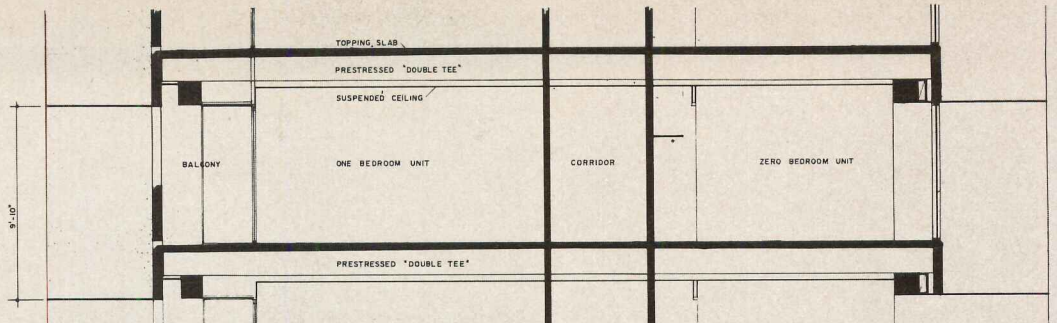 TOPPING SLAB
PRESTRESSED "DOUBLE TEE"
SUSPENDED CEILING
BALCONY
ONE BEDROOM UNIT
CORRIDOR
ZERO BEDROOM UNIT
9'-10"
PRESTRESSED "DOUBLE TEE"